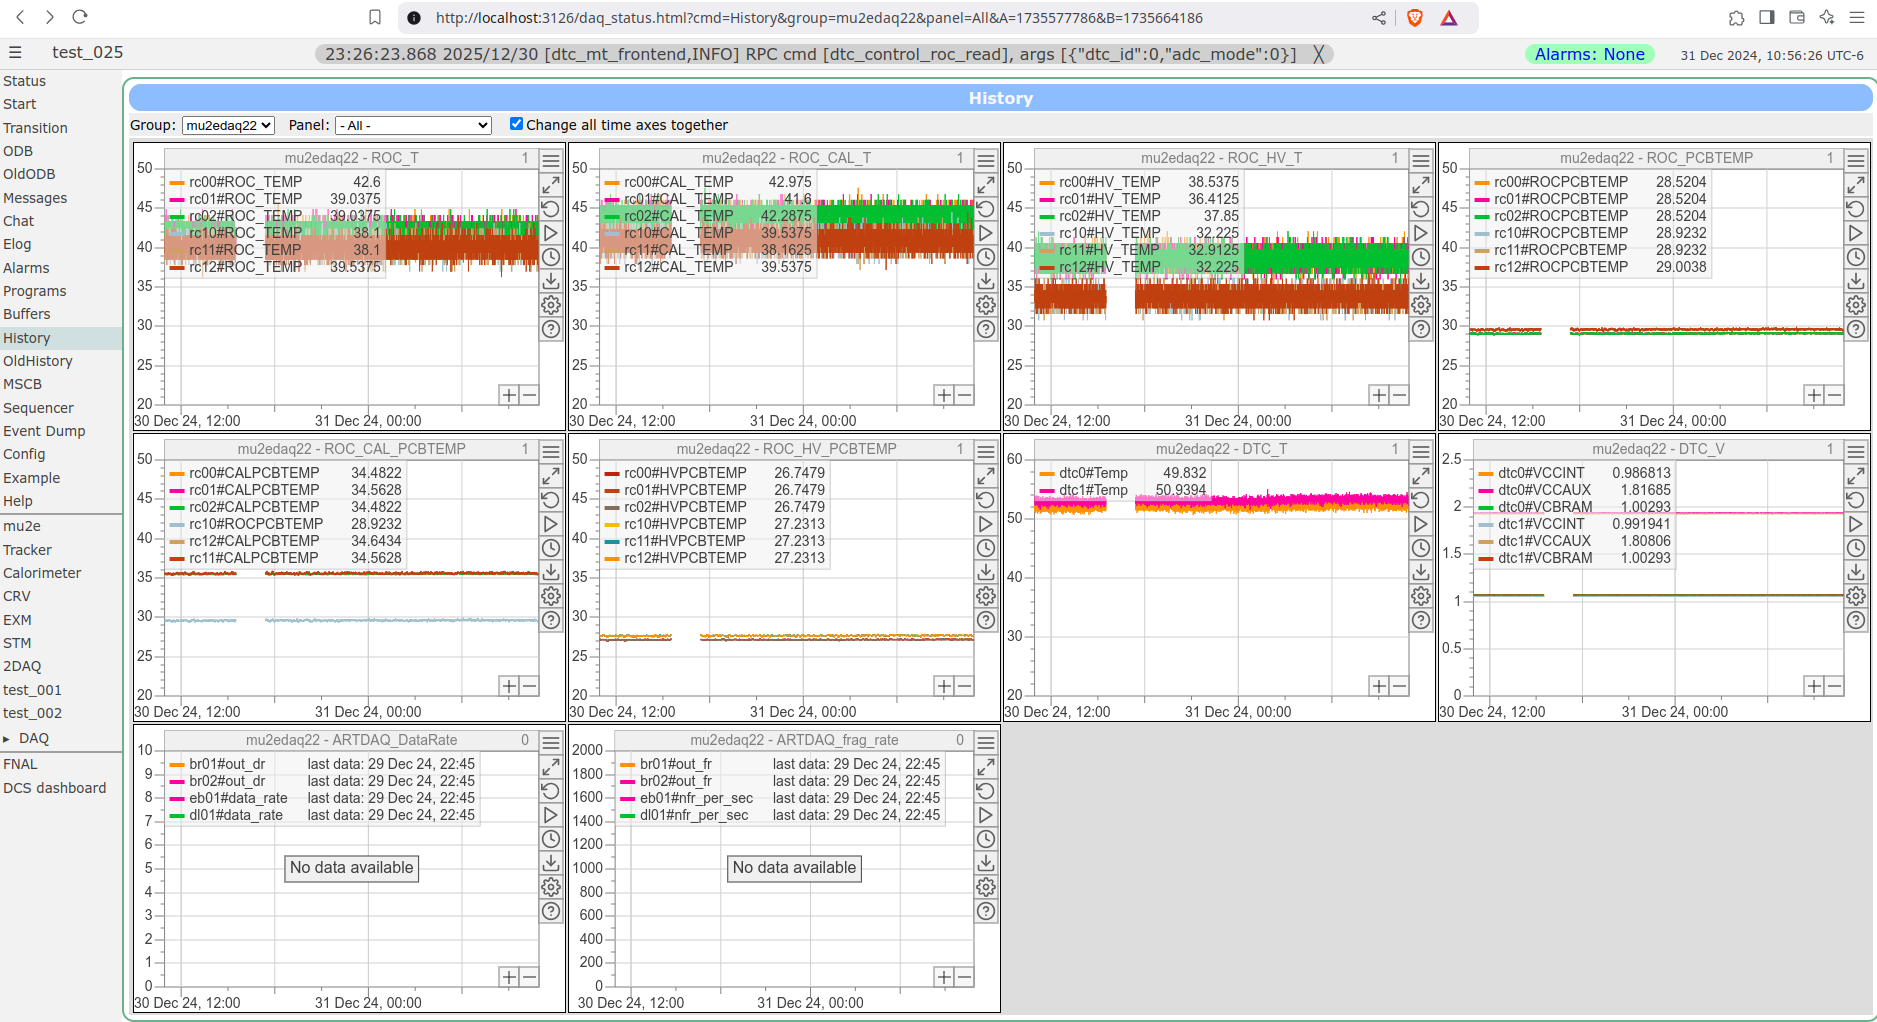 http://localhost:3126/daq_status.html?cmd=History&group=mu2edaq22&panel=All&A=1735577786&B=1735664186
test_025
23:26:23.868 2025/12/30 [dtc_mt_frontend,INFO] RPC cmd [dtc_control_roc_read], args [{"dtc_id":0,"adc_mode":0}] ╳
Alarms: None
31 Dec 2024, 10:56:26 UTC-6
Status
Start
Transition
ODB
OldODB
Messages
Chat
Elog
Alarms
Programs
Buffers
History
OldHistory
MSCB
Sequencer
Event Dump
Config
Example
Help
mu2e
Tracker
Calorimeter
CRV
EXM
STM
2DAQ
test_001
test_002
▸ DAQ
FNAL
DCS dashboard
History
Group: mu2edaq22 Panel: - All - Change all time axes together
mu2edaq22 - ROC_T 1
rc00#ROC_TEMP 42.6
rc01#ROC_TEMP 39.0375
rc02#ROC_TEMP 39.0375
rc10#ROC_TEMP 38.1
rc11#ROC_TEMP 38.1
rc12#ROC_TEMP 39.5375
50
45
40
35
30
25
20
30 Dec 24, 12:00 31 Dec 24, 00:00
mu2edaq22 - ROC_CAL_T 1
rc00#CAL_TEMP 42.975
rc01#CAL_TEMP 41.6
rc02#CAL_TEMP 42.2875
rc10#CAL_TEMP 39.5375
rc11#CAL_TEMP 38.1625
rc12#CAL_TEMP 39.5375
50
45
40
35
30
25
20
30 Dec 24, 12:00 31 Dec 24, 00:00
mu2edaq22 - ROC_HV_T 1
rc00#HV_TEMP 38.5375
rc01#HV_TEMP 36.4125
rc02#HV_TEMP 37.85
rc10#HV_TEMP 32.225
rc11#HV_TEMP 32.9125
rc12#HV_TEMP 32.225
50
45
40
35
30
25
20
30 Dec 24, 12:00 31 Dec 24, 00:00
mu2edaq22 - ROC_PCBTEMP 1
rc00#ROCPCBTEMP 28.5204
rc01#ROCPCBTEMP 28.5204
rc02#ROCPCBTEMP 28.5204
rc10#ROCPCBTEMP 28.9232
rc11#ROCPCBTEMP 28.9232
rc12#ROCPCBTEMP 29.0038
50
45
40
35
30
25
20
30 Dec 24, 12:00 31 Dec 24, 00:00
mu2edaq22 - ROC_CAL_PCBTEMP 1
rc00#CALPCBTEMP 34.4822
rc01#CALPCBTEMP 34.5628
rc02#CALPCBTEMP 34.4822
rc10#ROCPCBTEMP 28.9232
rc12#CALPCBTEMP 34.6434
rc11#CALPCBTEMP 34.5628
50
45
40
35
30
25
20
30 Dec 24, 12:00 31 Dec 24, 00:00
mu2edaq22 - ROC_HV_PCBTEMP 1
rc00#HVPCBTEMP 26.7479
rc01#HVPCBTEMP 26.7479
rc02#HVPCBTEMP 26.7479
rc10#HVPCBTEMP 27.2313
rc11#HVPCBTEMP 27.2313
rc12#HVPCBTEMP 27.2313
50
45
40
35
30
25
20
30 Dec 24, 12:00 31 Dec 24, 00:00
mu2edaq22 - DTC_T 1
dtc0#Temp 49.832
dtc1#Temp 50.9394
60
50
40
30
20
30 Dec 24, 12:00 31 Dec 24, 00:00
mu2edaq22 - DTC_V 1
dtc0#VCCINT 0.986813
dtc0#VCCAUX 1.81685
dtc0#VCBRAM 1.00293
dtc1#VCCINT 0.991941
dtc1#VCCAUX 1.80806
dtc1#VCBRAM 1.00293
2.5
2
1.5
1
0.5
0
30 Dec 24, 12:00 31 Dec 24, 00:00
mu2edaq22 - ARTDAQ_DataRate 0
br01#out_dr last data: 29 Dec 24, 22:45
br02#out_dr last data: 29 Dec 24, 22:45
eb01#data_rate last data: 29 Dec 24, 22:45
dl01#data_rate last data: 29 Dec 24, 22:45
No data available
10
9
8
7
6
5
4
3
2
1
0
30 Dec 24, 12:00 31 Dec 24, 00:00
mu2edaq22 - ARTDAQ_frag_rate 0
br01#out_fr last data: 29 Dec 24, 22:45
br02#out_fr last data: 29 Dec 24, 22:45
eb01#nfr_per_sec last data: 29 Dec 24, 22:45
dl01#nfr_per_sec last data: 29 Dec 24, 22:45
No data available
2000
1800
1600
1400
1200
1000
800
600
400
200
0
30 Dec 24, 12:00 31 Dec 24, 00:00